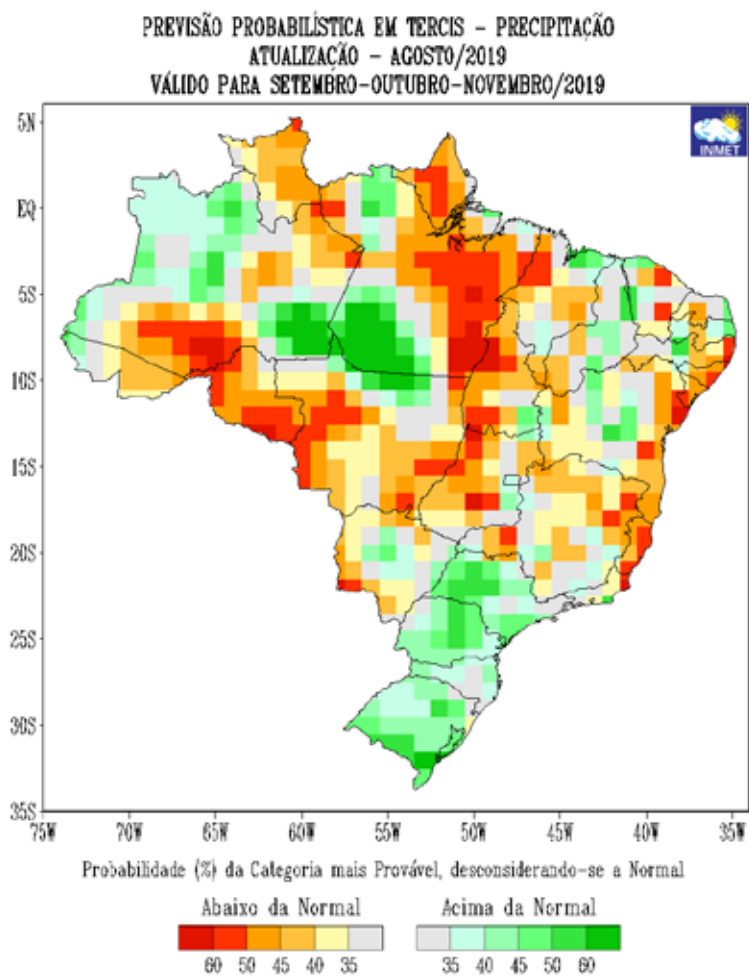 PREVISÃO PROBABILÍSTICA EM TERCIS - PRECIPITAÇÃO
ATUALIZAÇÃO - AGOSTO/2019
VÁLIDO PARA SETEMBRO-OUTUBRO-NOVEMBRO/2019
INMET
5N
EQ
5S
10S
15S
20S
25S
30S
35S
75W 70W 65W 60W 55W 50W 45W 40W 35W
Probabilidade (%) da Categoria mais Provável, desconsiderando-se a Normal
Abaixo da Normal Acima da Normal
60 50 45 40 35 35 40 45 50 60